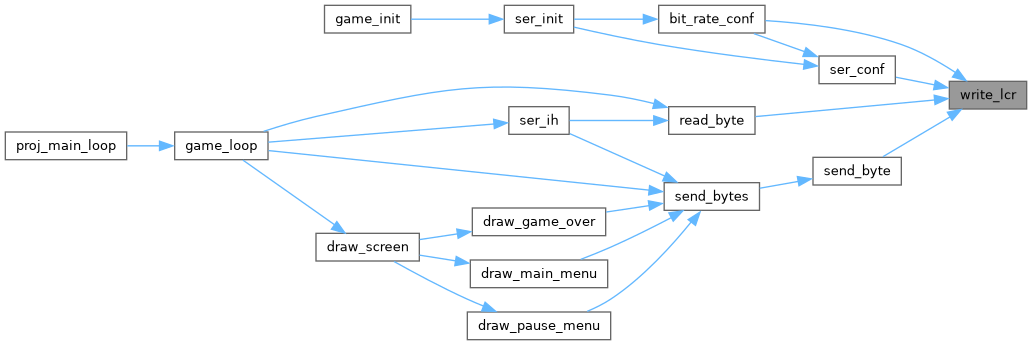 game_init
ser_init
bit_rate_conf
ser_conf
write_lcr
ser_ih
read_byte
proj_main_loop
game_loop
send_byte
send_bytes
draw_game_over
draw_screen
draw_main_menu
draw_pause_menu